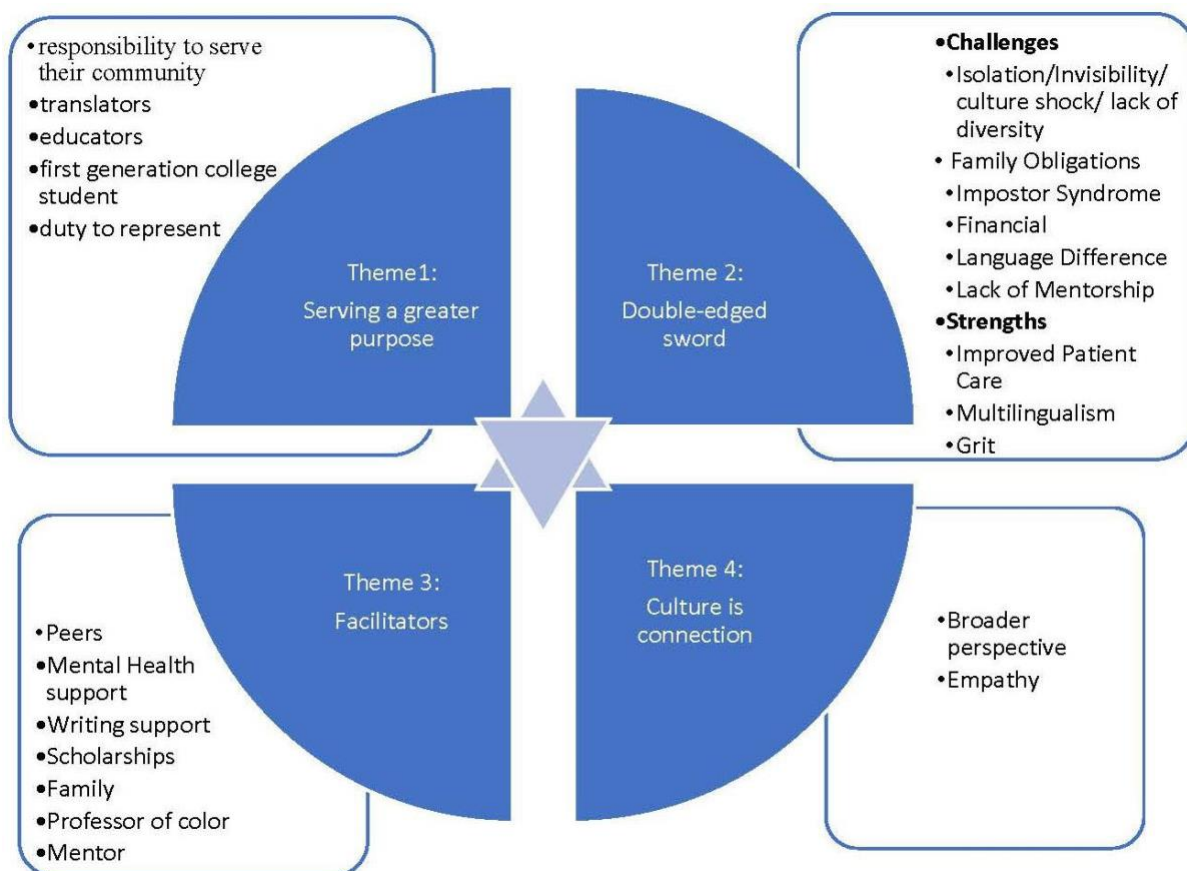 •responsibility to serve
their community
•translators
•educators
•first generation college
student
•duty to represent
Theme1:
Serving a greater
purpose
•Challenges
•Isolation/Invisibility/
culture shock/ lack of
diversity
• Family Obligations
•Impostor Syndrome
•Financial
•Language Difference
•Lack of Mentorship
•Strengths
•Improved Patient
Care
•Multilingualism
•Grit
Theme 2:
Double-edged
sword
•Peers
•Mental Health
support
•Writing support
•Scholarships
•Family
•Professor of color
•Mentor
Theme 3:
Facilitators
Theme 4:
Culture is
connection
•Broader
perspective
•Empathy